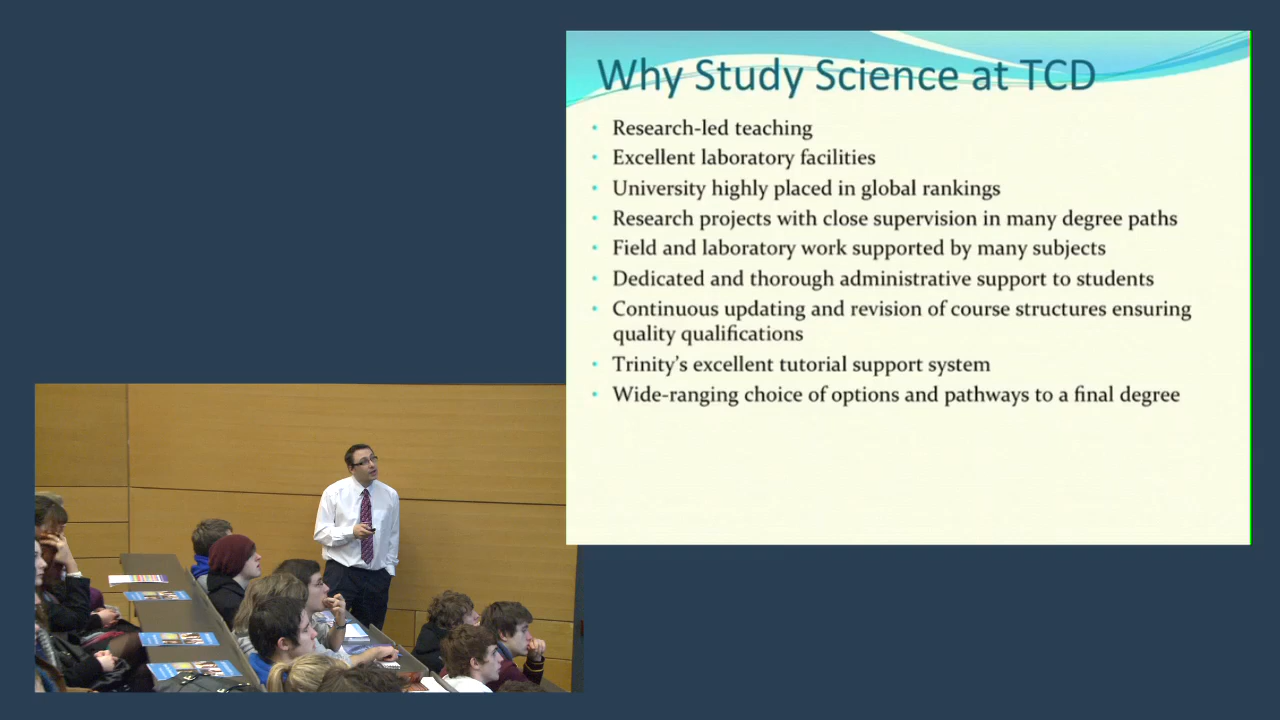 Why Study Science at TCD
• Research-led teaching
• Excellent laboratory facilities
• University highly placed in global rankings
• Research projects with close supervision in many degree paths
• Field and laboratory work supported by many subjects
• Dedicated and thorough administrative support to students
• Continuous updating and revision of course structures ensuring
quality qualifications
• Trinity’s excellent tutorial support system
• Wide-ranging choice of options and pathways to a final degree